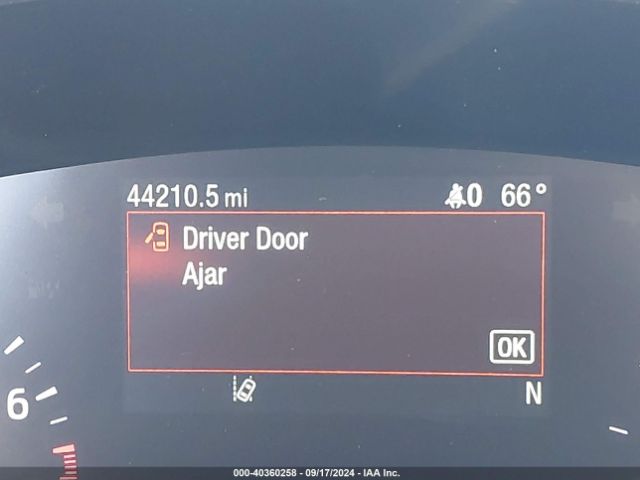 44210.5 mi 0 66°
Driver Door
Ajar
OK
6
N
000-40360258 - 09/17/2024 - IAA Inc.